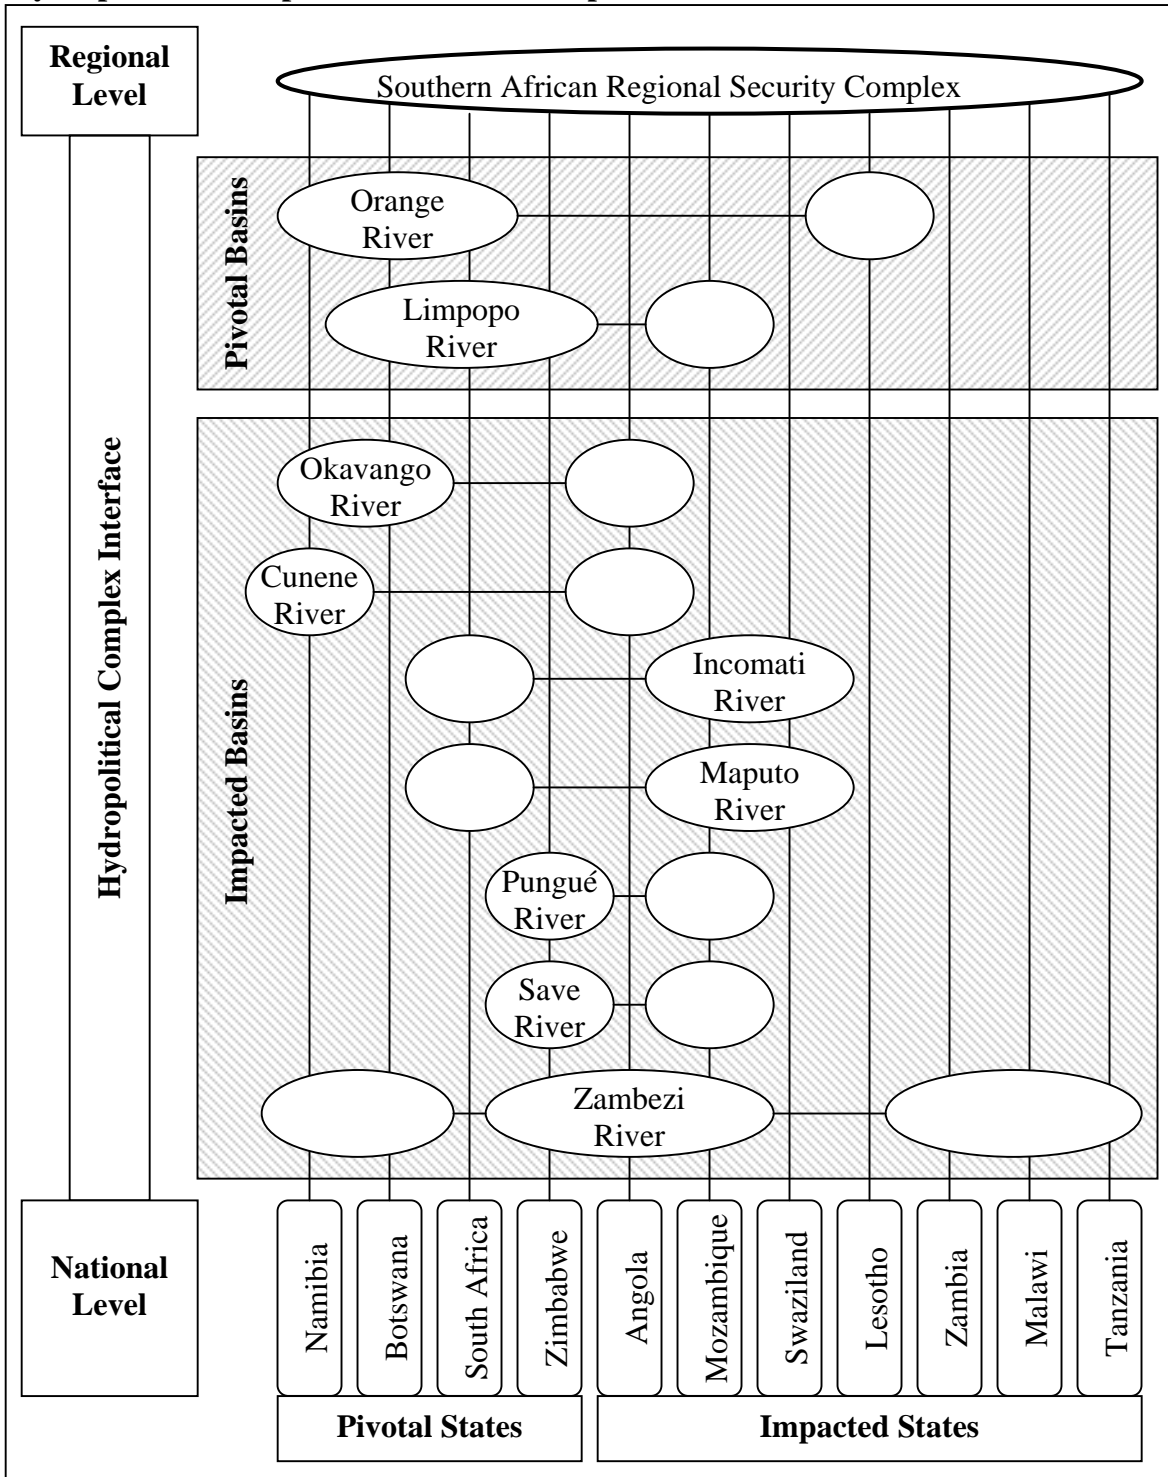 Regional
Level
Southern African Regional Security Complex
Pivotal Basins
Orange
River
Limpopo
River
Hydropolitical Complex Interface
Impacted Basins
Okavango
River
Cunene
River
Incomati
River
Maputo
River
Pungué
River
Save
River
Zambezi
River
National
Level
Namibia
Botswana
South Africa
Zimbabwe
Angola
Mozambique
Swaziland
Lesotho
Zambia
Malawi
Tanzania
Pivotal States
Impacted States